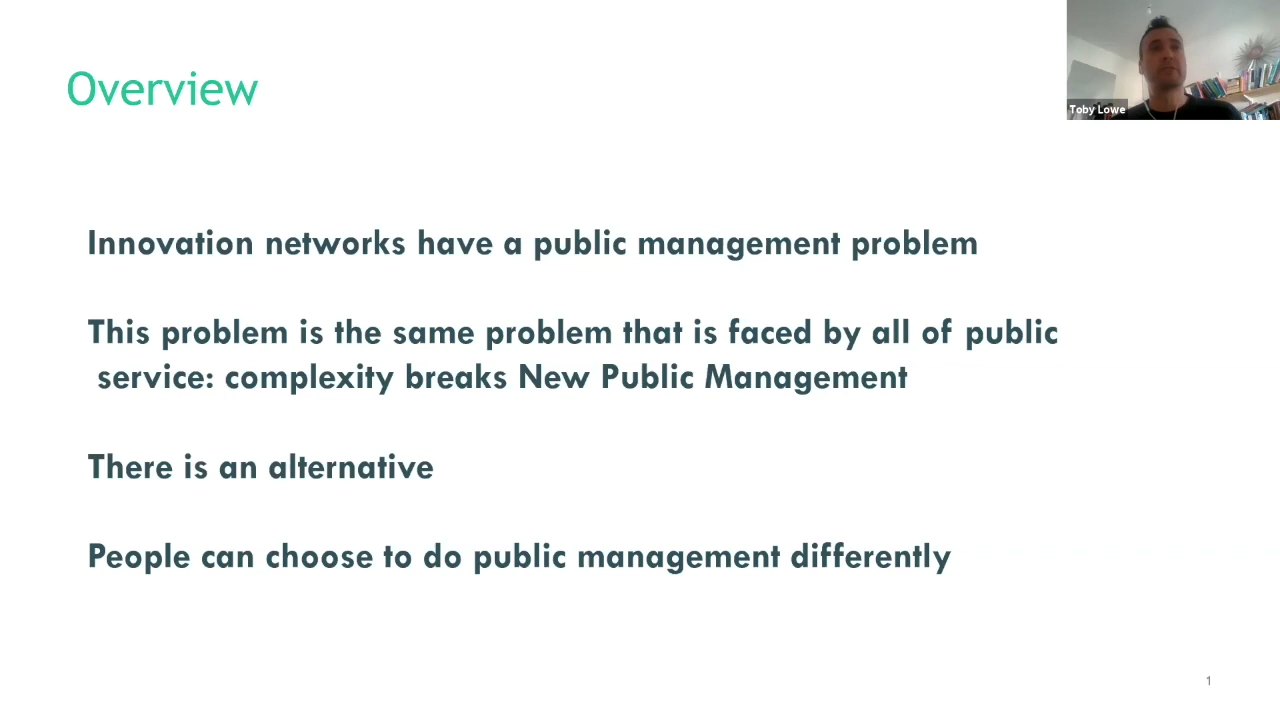 Overview
Toby Lowe
Innovation networks have a public management problem
This problem is the same problem that is faced by all of public
service: complexity breaks New Public Management
There is an alternative
People can choose to do public management differently
1